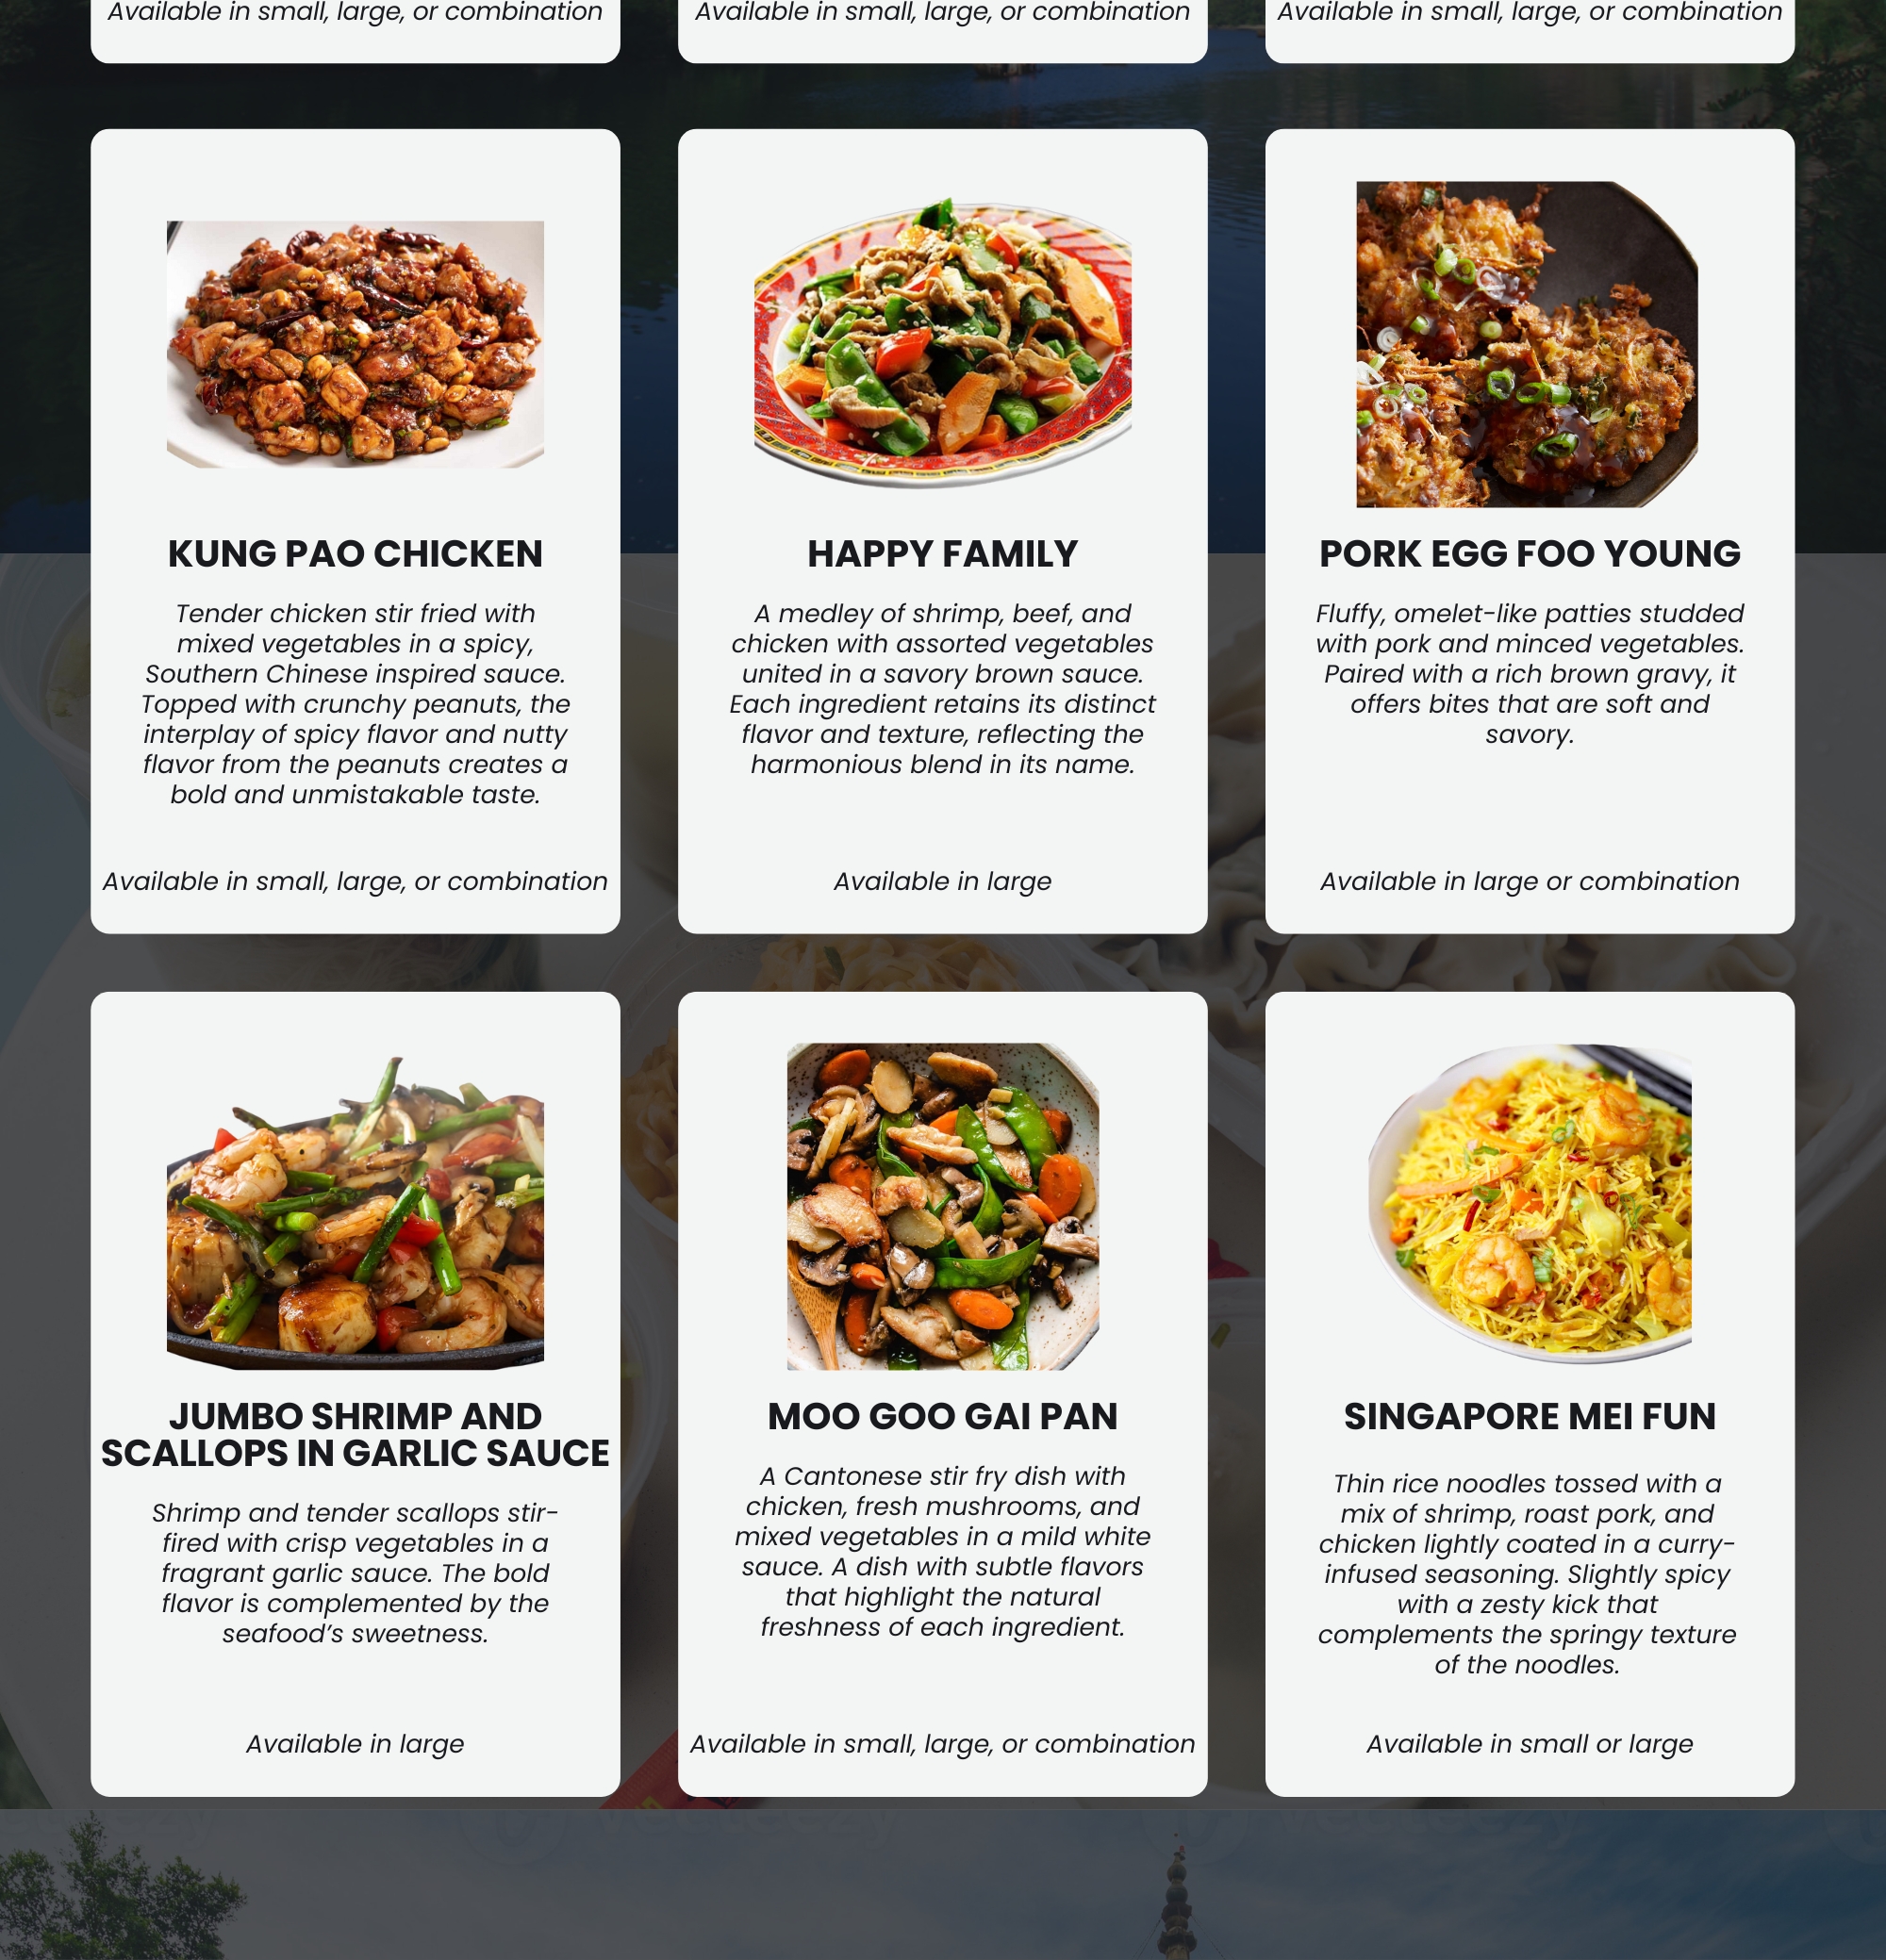 Available in small, large, or combination
Available in small, large, or combination
Available in small, large, or combination
KUNG PAO CHICKEN
Tender chicken stir fried with
mixed vegetables in a spicy,
Southern Chinese inspired sauce.
Topped with crunchy peanuts, the
interplay of spicy flavor and nutty
flavor from the peanuts creates a
bold and unmistakable taste.
Available in small, large, or combination
HAPPY FAMILY
A medley of shrimp, beef, and
chicken with assorted vegetables
united in a savory brown sauce.
Each ingredient retains its distinct
flavor and texture, reflecting the
harmonious blend in its name.
Available in large
PORK EGG FOO YOUNG
Fluffy, omelet-like patties studded
with pork and minced vegetables.
Paired with a rich brown gravy, it
offers bites that are soft and
savory.
Available in large or combination
JUMBO SHRIMP AND
SCALLOPS IN GARLIC SAUCE
Shrimp and tender scallops stir-
fired with crisp vegetables in a
fragrant garlic sauce. The bold
flavor is complemented by the
seafood’s sweetness.
Available in large
MOO GOO GAI PAN
A Cantonese stir fry dish with
chicken, fresh mushrooms, and
mixed vegetables in a mild white
sauce. A dish with subtle flavors
that highlight the natural
freshness of each ingredient.
Available in small, large, or combination
SINGAPORE MEI FUN
Thin rice noodles tossed with a
mix of shrimp, roast pork, and
chicken lightly coated in a curry-
infused seasoning. Slightly spicy
with a zesty kick that
complements the springy texture
of the noodles.
Available in small or large